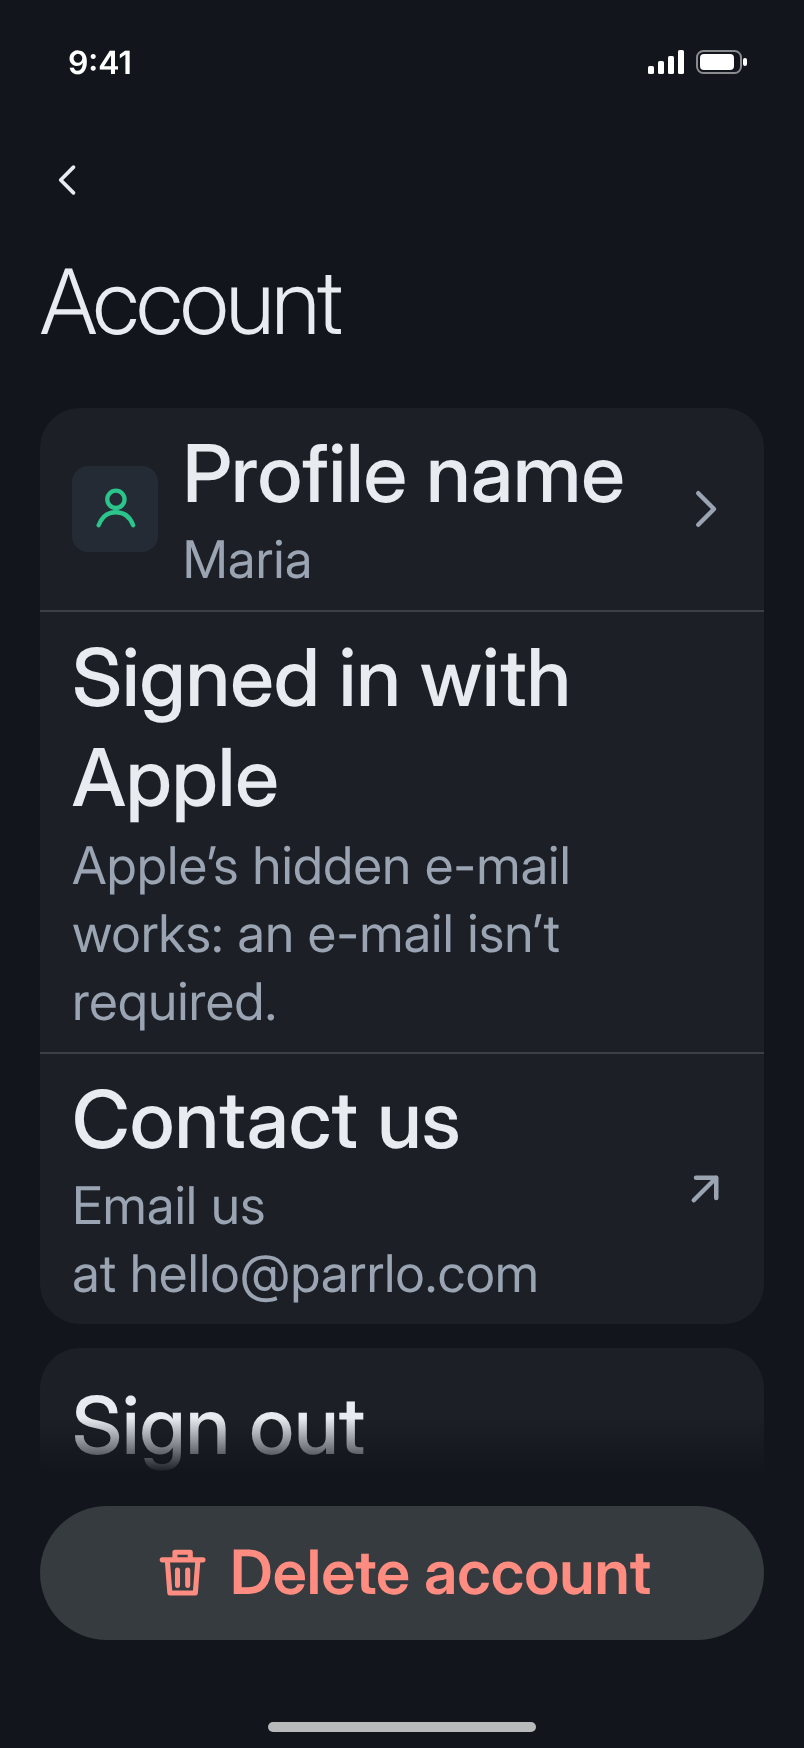 9:41
Account
Profile name
Maria
Signed in with
Apple
Apple’s hidden e-mail
works: an e-mail isn’t
required.
Contact us
Email us
at hello@parrlo.com
Sign out
Delete account